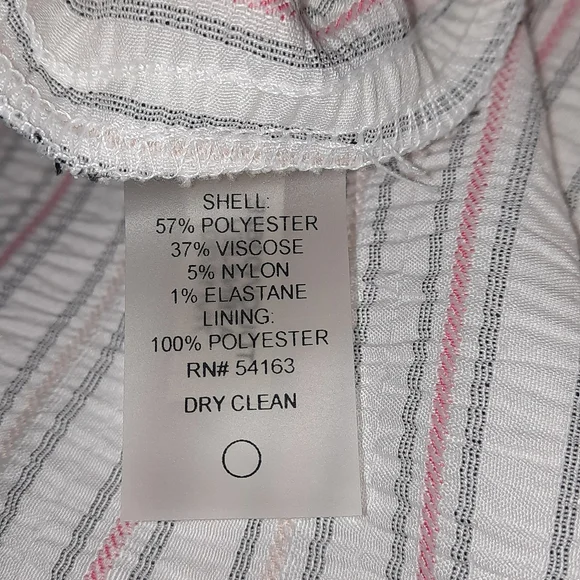 SHELL:
57% POLYESTER
37% VISCOSE
5% NYLON
1% ELASTANE
LINING:
100% POLYESTER
RN# 54163
DRY CLEAN